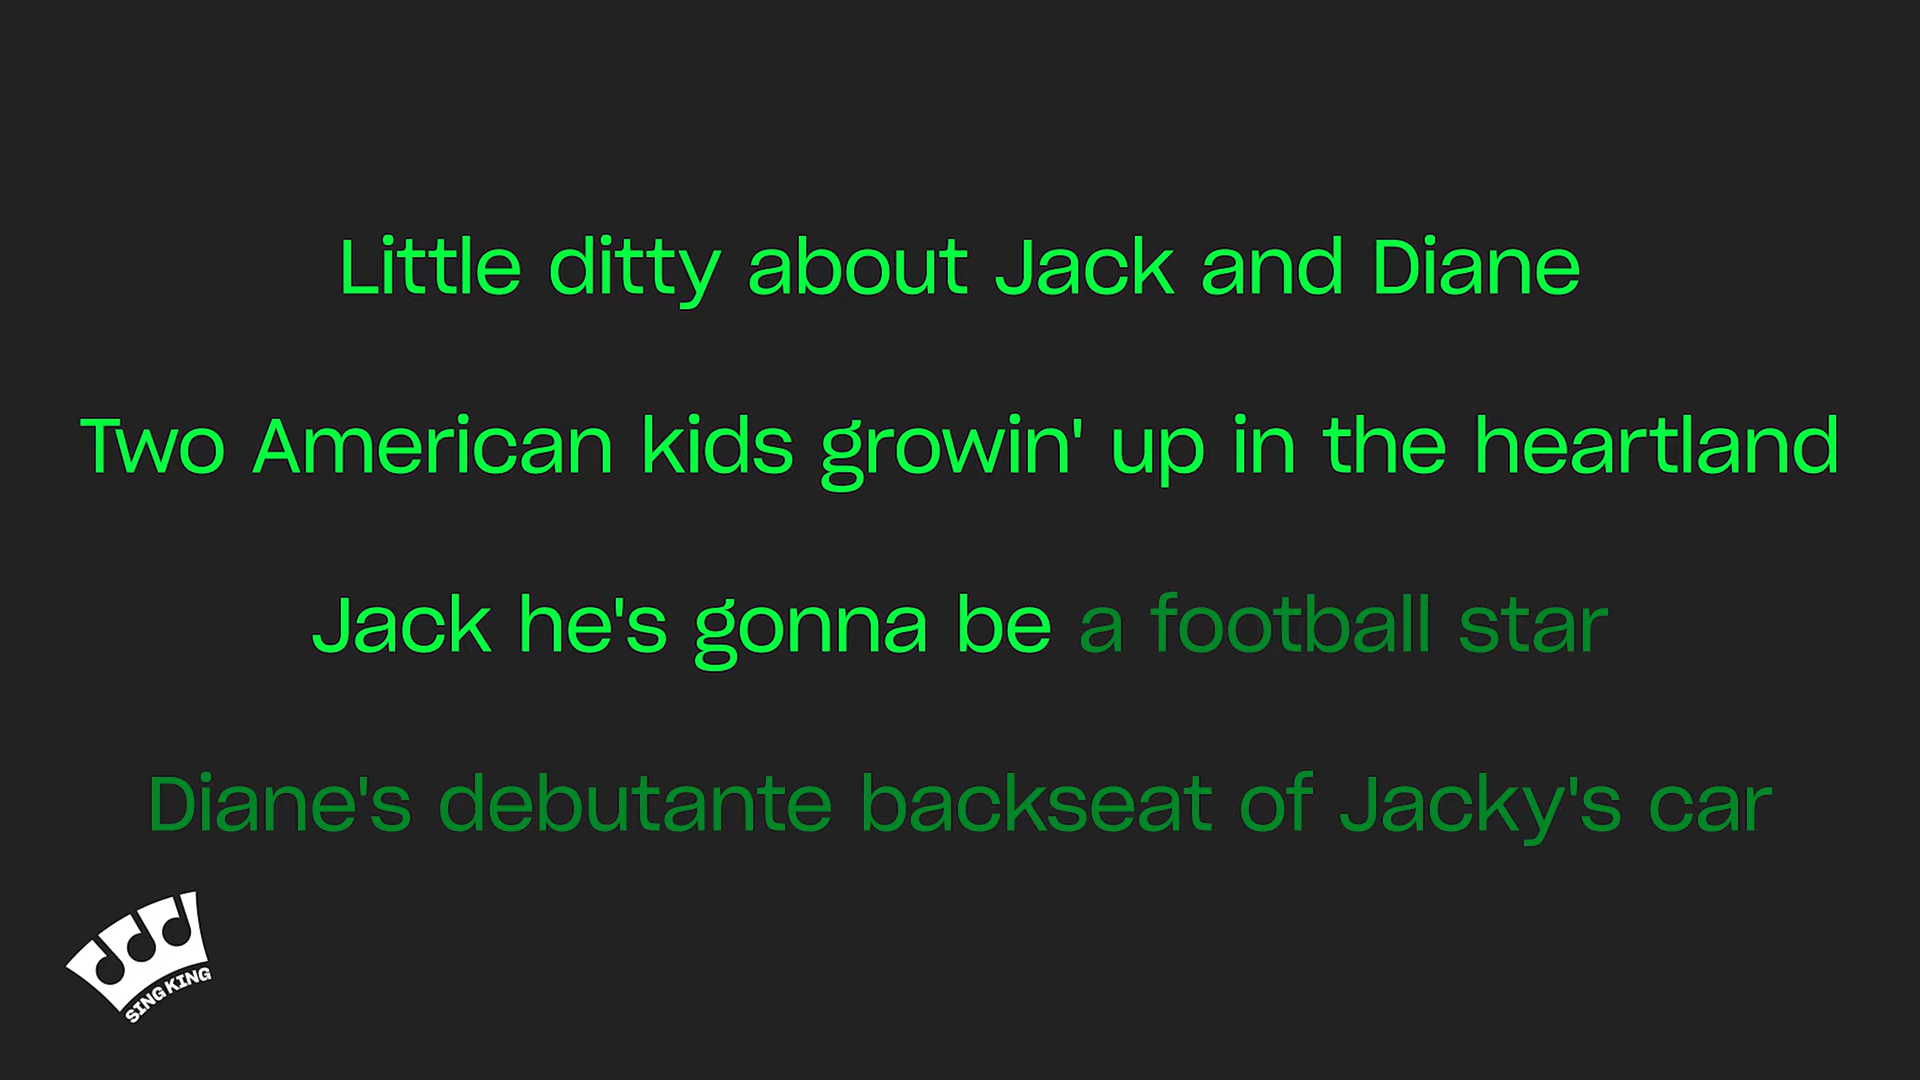 Little ditty about Jack and Diane
Two American kids growin' up in the heartland
Jack he's gonna be a football star
Diane's debutante backseat of Jacky's car
SING KING